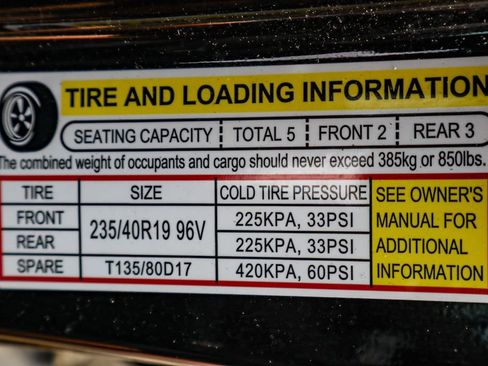 TIRE AND LOADING INFORMATION
SEATING CAPACITY TOTAL 5 FRONT 2 REAR 3
The combined weight of occupants and cargo should never exceed 385kg or 850lbs.
TIRE SIZE COLD TIRE PRESSURE
FRONT 235/40R19 96V 225KPA, 33PSI
REAR 225KPA, 33PSI
SPARE T135/80D17 420KPA, 60PSI
SEE OWNER'S
MANUAL FOR
ADDITIONAL
INFORMATION